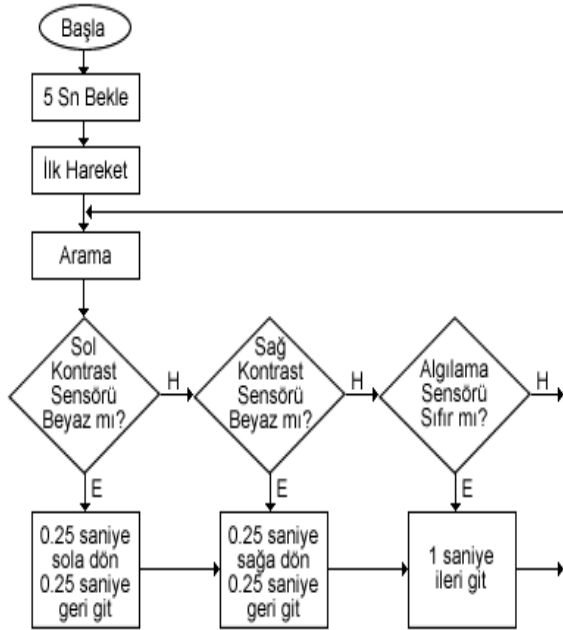 Başla
5 Sn Bekle
İlk Hareket
Arama
Sol
Kontrast
Sensörü
Beyaz mı?
H
Sağ
Kontrast
Sensörü
Beyaz mı?
H
Algılama
Sensörü
Sıfır mı?
H
E
E
E
0.25 saniye
sola dön
0.25 saniye
geri git
0.25 saniye
sağa dön
0.25 saniye
geri git
1 saniye
ileri git